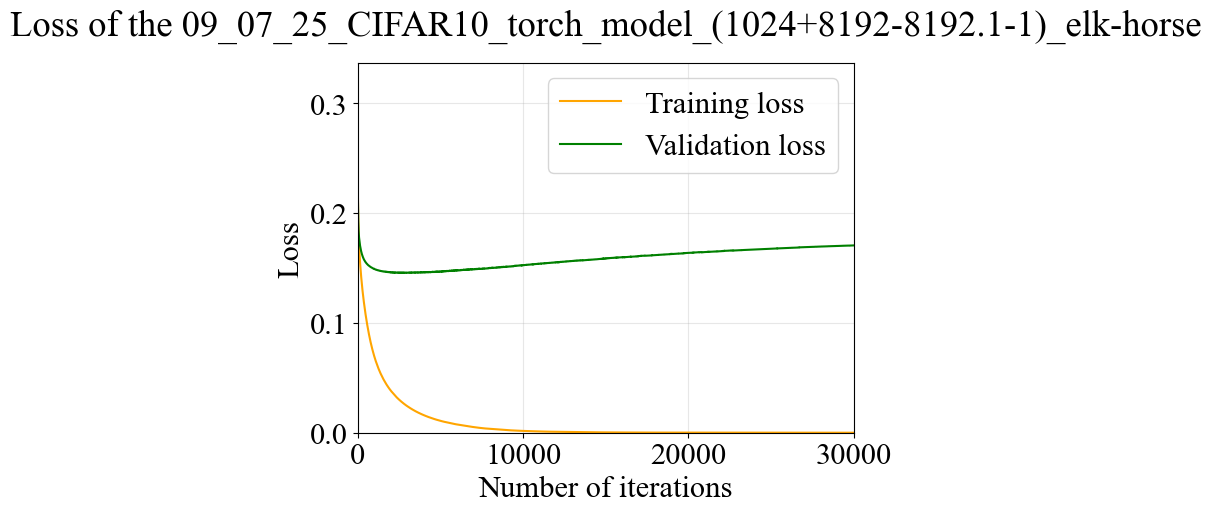 Loss of the 09_07_25_CIFAR10_torch_model_(1024+8192-8192.1-1)_elk-horse
Training loss
Validation loss
0.3
0.2
0.1
0.0
Loss
0 10000 20000 30000
Number of iterations